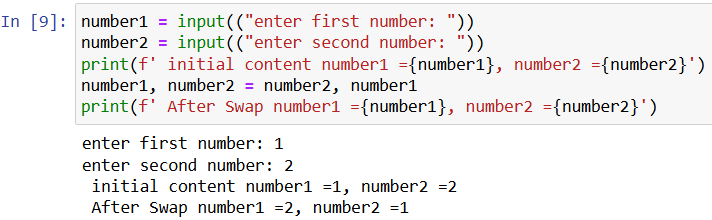 In [9]: number1 = input(("enter first number: "))
number2 = input(("enter second number: "))
print(f' initial content number1 ={number1}, number2 ={number2}')
number1, number2 = number2, number1
print(f' After Swap number1 ={number1}, number2 ={number2}')
enter first number: 1
enter second number: 2
 initial content number1 =1, number2 =2
 After Swap number1 =2, number2 =1